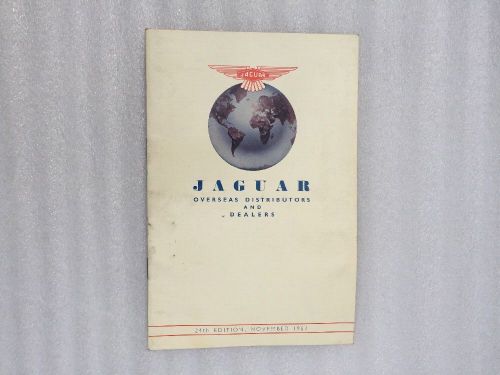 JAGUAR
JAGUAR
OVERSEAS DISTRIBUTORS
AND
DEALERS
24th EDITION, NOVEMBER